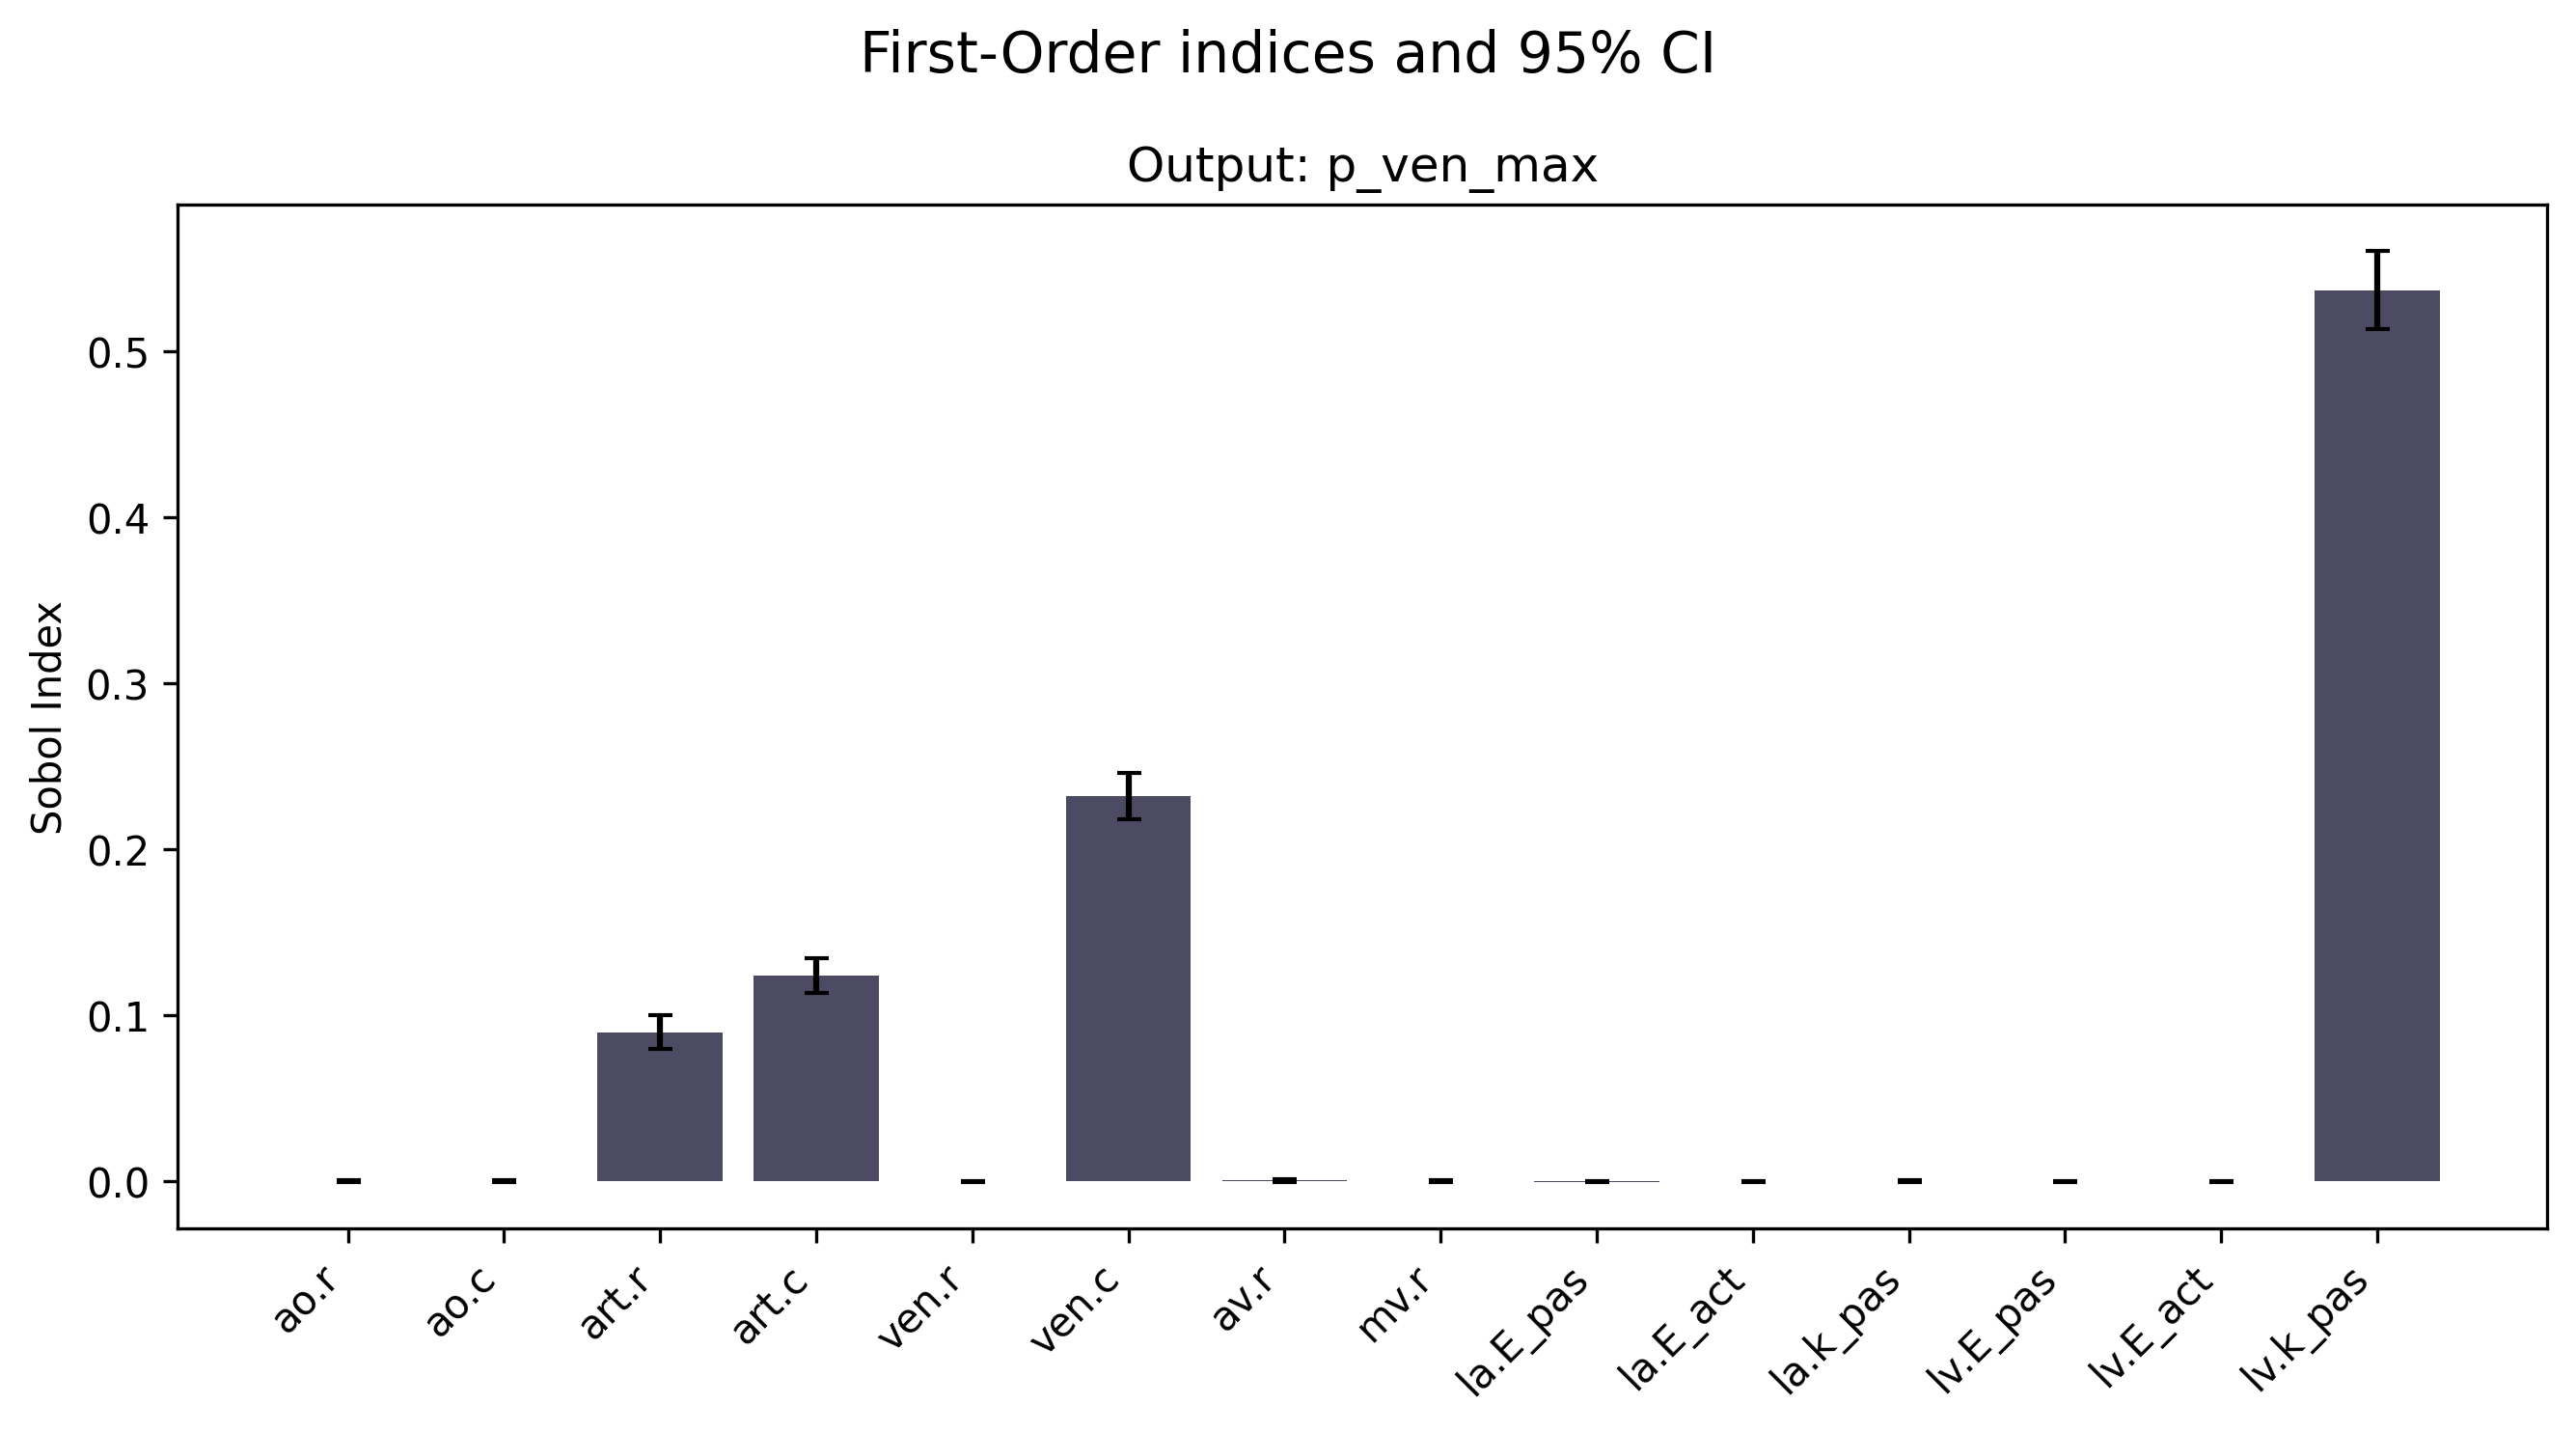 First-Order indices and 95% CI
Output: p_ven_max
Sobol Index
0.5
0.4
0.3
0.2
0.1
0.0
ao.r
ao.c
art.r
art.c
ven.r
ven.c
av.r
mv.r
la.E_pas
la.E_act
la.k_pas
lv.E_pas
lv.E_act
lv.k_pas